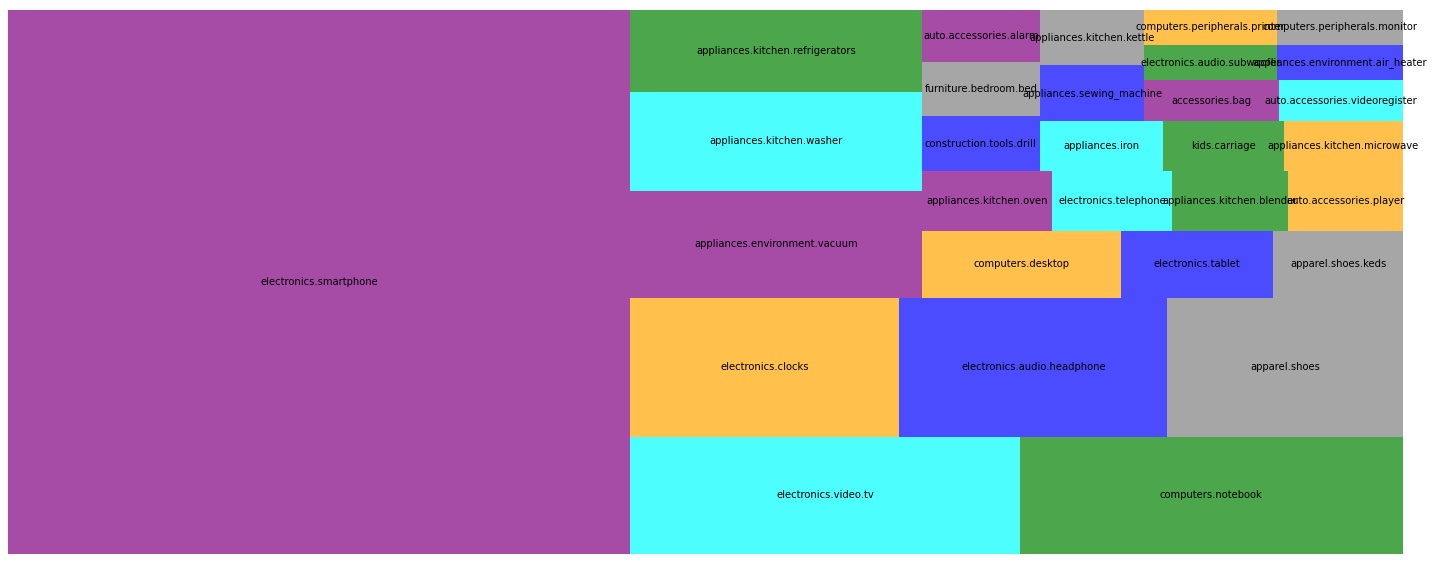 electronics.smartphone
appliances.kitchen.refrigerators
appliances.kitchen.washer
appliances.environment.vacuum
electronics.clocks
electronics.audio.headphone
apparel.shoes
electronics.video.tv
computers.notebook
auto.accessories.alarm
appliances.kitchen.kettle
computers.peripherals.printer
computers.peripherals.monitor
electronics.audio.subwoofer
appliances.environment.air_heater
furniture.bedroom.bed
appliances.sewing_machine
accessories.bag
auto.accessories.videoregister
construction.tools.drill
appliances.iron
kids.carriage
appliances.kitchen.microwave
appliances.kitchen.oven
electronics.telephone
appliances.kitchen.blender
auto.accessories.player
computers.desktop
electronics.tablet
apparel.shoes.keds